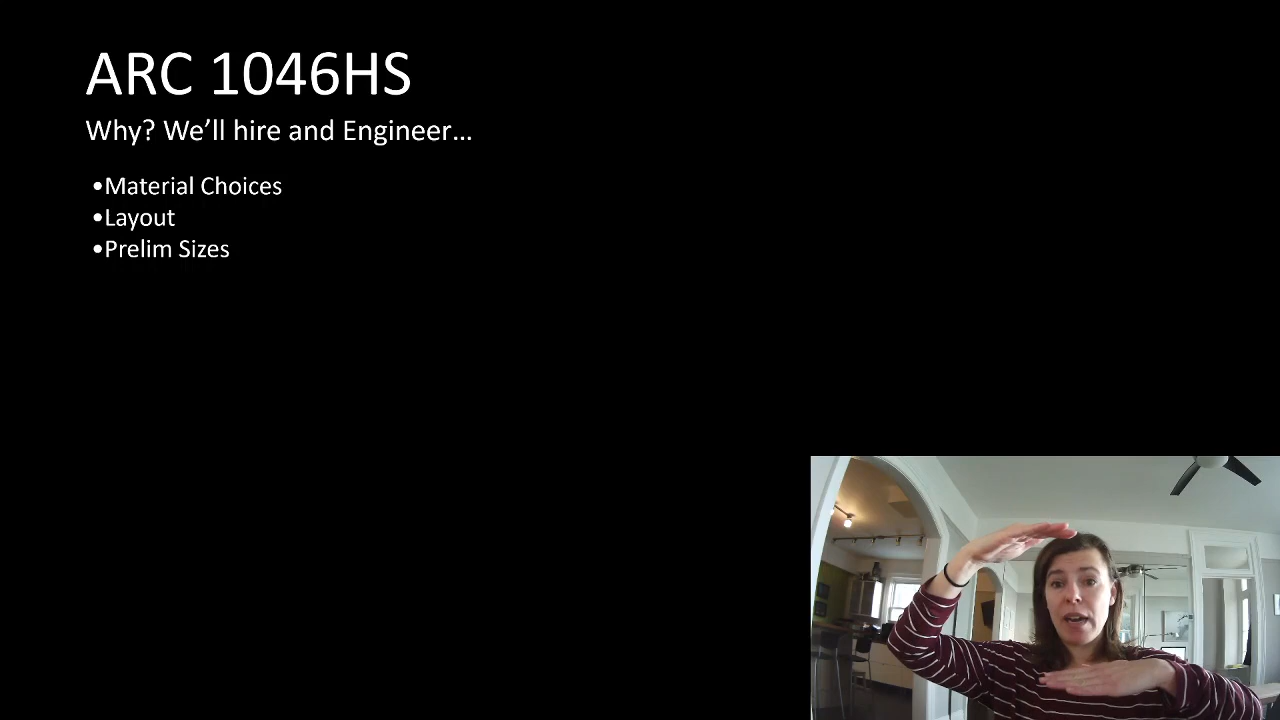 ARC 1046HS
Why? We’ll hire and Engineer…
•Material Choices
•Layout
•Prelim Sizes